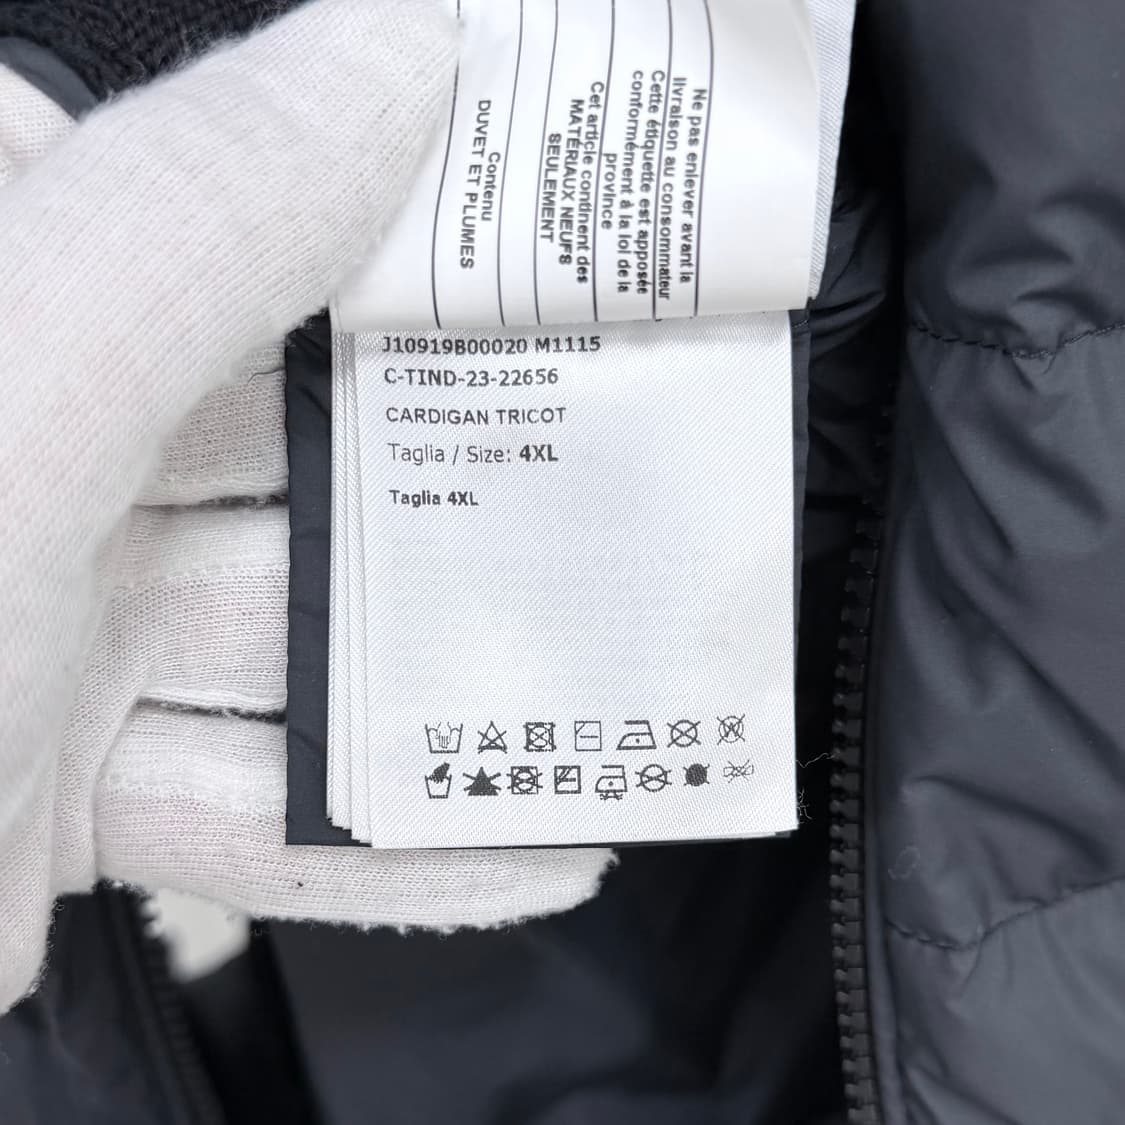 Ne pas enlever avant la
livraison au consommateur
Cette étiquette est apposée
conformément à la loi de la
province
Cet article contient des
MATÉRIAUX NEUFS
SEULEMENT
Contenu
DUVET ET PLUMES
J10919B00020 M1115
C-TIND-23-22656
CARDIGAN TRICOT
Taglia / Size: 4XL
Taglia 4XL